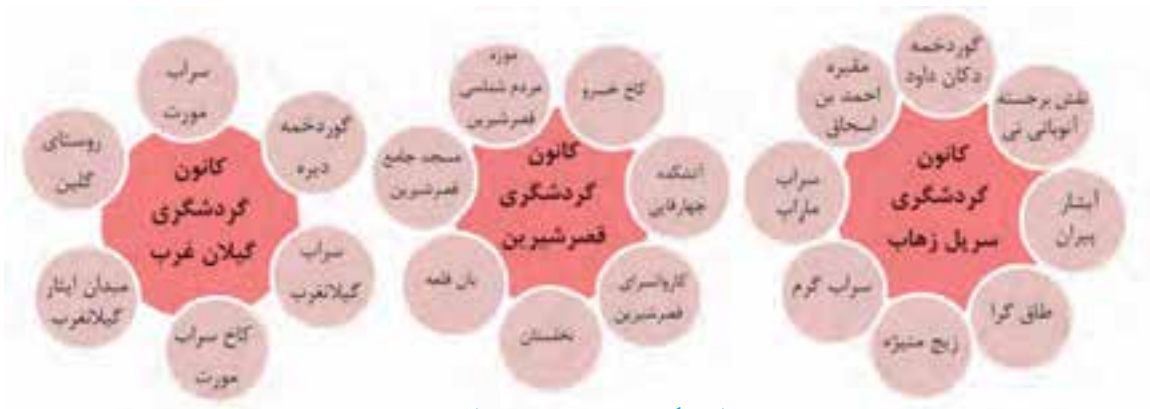 کانون
گردشگری
سرپل زهاب
گوردخمه
دکان داود
نقش برجسته
آنوبانی نی
آبشار
پیران
طاق گرا
زیج منیژه
سراب گرم
سراب
ماراب
مقبره
احمد بن
اسحاق
کانون
گردشگری
قصرشیرین
کاخ خسرو
آتشکده
چهارقاپی
کاروانسرای
قصرشیرین
نخلستان
بان قلعه
مسجد جامع
قصرشیرین
موزه
مردم شناسی
قصرشیرین
کانون
گردشگری
گیلان غرب
سراب
مورت
گوردخمه
دیره
سراب
گیلانغرب
کاخ سراب
مورت
میدان ایثار
گیلانغرب
روستای
گلین